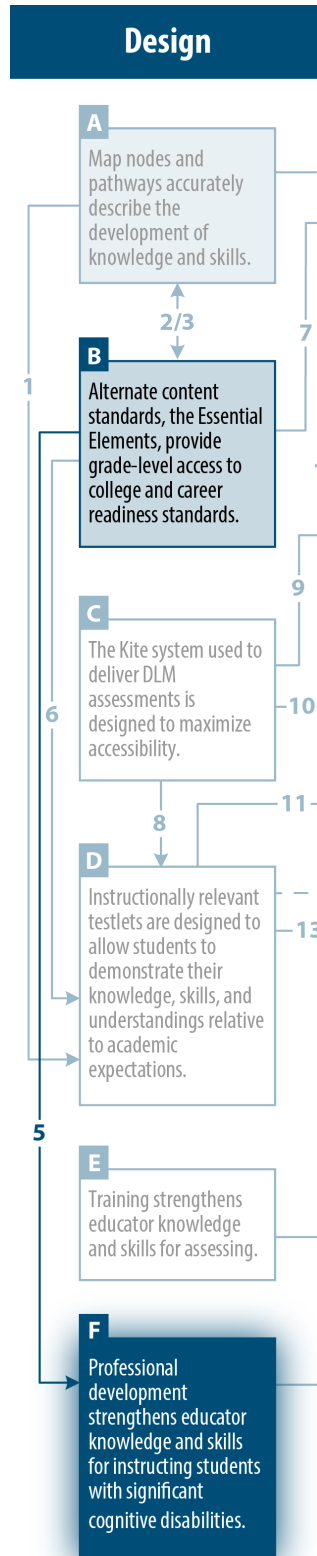 Design
A
Map nodes and
pathways accurately
describe the
development of
knowledge and skills.
2/3
7
B
1
Alternate content
standards, the Essential
Elements, provide
grade-level access to
college and career
readiness standards.
9
C
The Kite system used to
deliver DLM
assessments is
designed to maximize
accessibility.
6
10
11
8
D
Instructionally relevant
testlets are designed to
allow students to
demonstrate their
knowledge, skills, and
understandings relative
to academic
expectations.
13
5
E
Training strengthens
educator knowledge
and skills for assessing.
F
Professional
development
strengthens educator
knowledge and skills
for instructing students
with significant
cognitive disabilities.